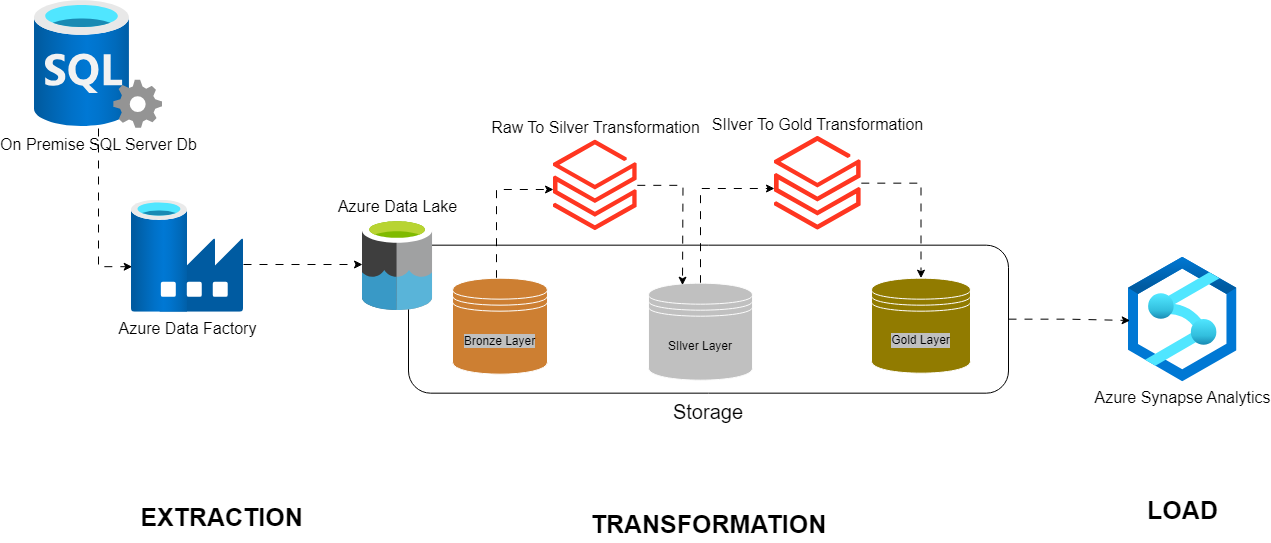 SQL
On Premise SQL Server Db
Raw To Silver Transformation
SIlver To Gold Transformation
Azure Data Lake
Azure Data Factory
Bronze Layer
SIlver Layer
Gold Layer
Storage
Azure Synapse Analytics
EXTRACTION
TRANSFORMATION
LOAD